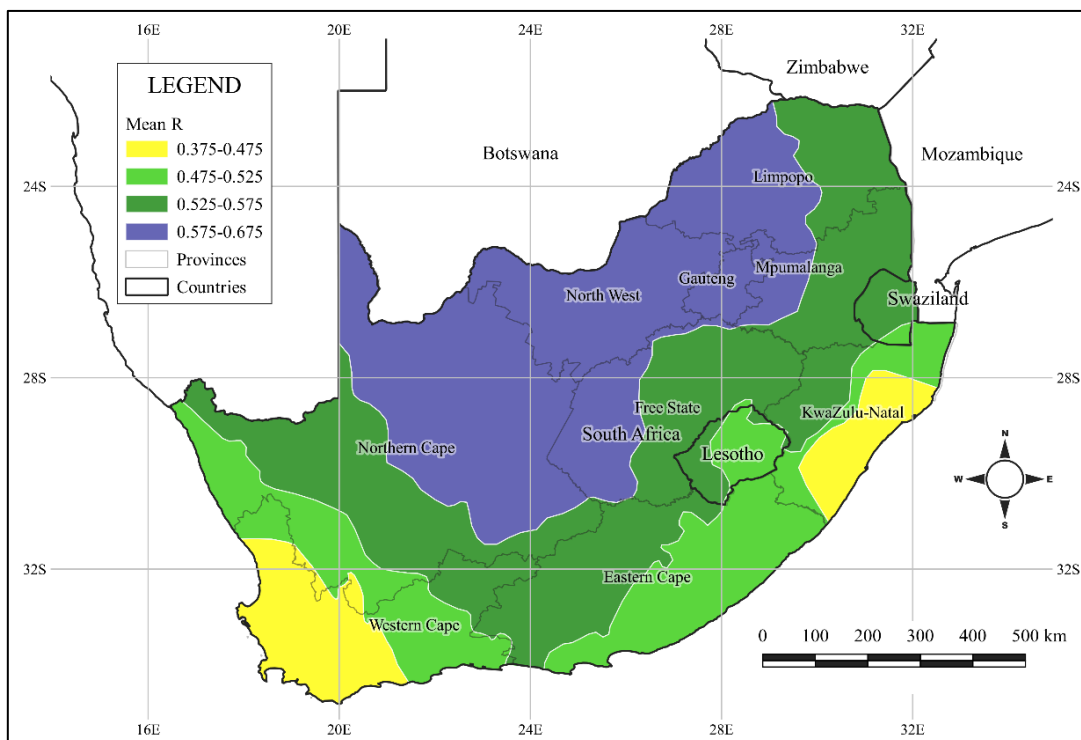 16E 20E 24E 28E 32E
Zimbabwe
LEGEND
Mean R
0.375-0.475
0.475-0.525
0.525-0.575
0.575-0.675
Provinces
Countries
Botswana
Mozambique
24S
24S
Limpopo
Gauteng
Mpumalanga
North West
Swaziland
28S
28S
Free State
KwaZulu-Natal
South Africa
Northern Cape
Lesotho
N
W E
S
32S
32S
Eastern Cape
Western Cape
0 100 200 300 400 500 km
16E 20E 24E 28E 32E